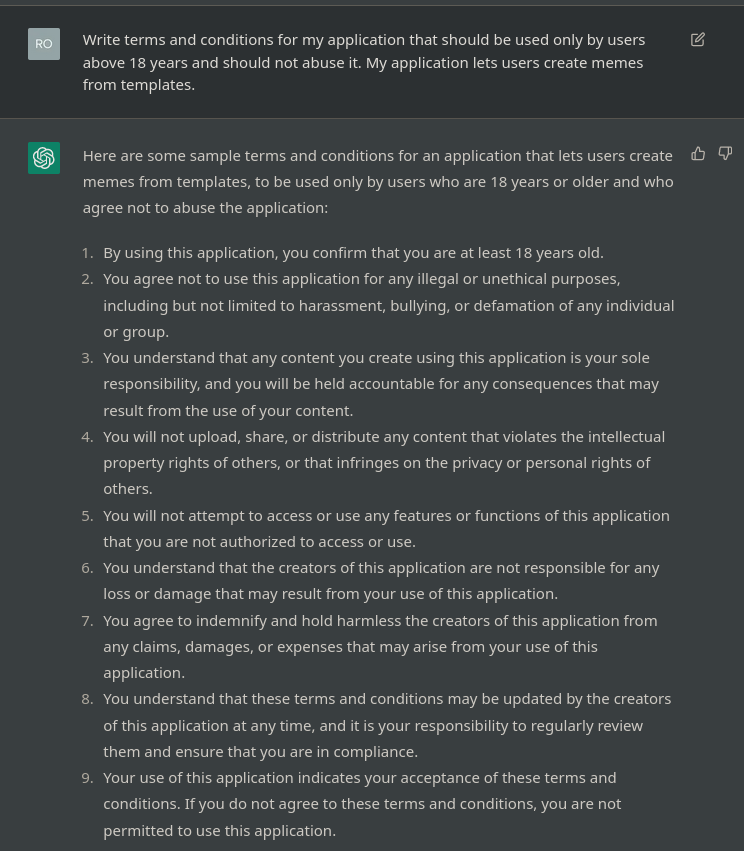 RO
Write terms and conditions for my application that should be used only by users
above 18 years and should not abuse it. My application lets users create memes
from templates.
Here are some sample terms and conditions for an application that lets users create
memes from templates, to be used only by users who are 18 years or older and who
agree not to abuse the application:
1. By using this application, you confirm that you are at least 18 years old.
2. You agree not to use this application for any illegal or unethical purposes,
including but not limited to harassment, bullying, or defamation of any individual
or group.
3. You understand that any content you create using this application is your sole
responsibility, and you will be held accountable for any consequences that may
result from the use of your content.
4. You will not upload, share, or distribute any content that violates the intellectual
property rights of others, or that infringes on the privacy or personal rights of
others.
5. You will not attempt to access or use any features or functions of this application
that you are not authorized to access or use.
6. You understand that the creators of this application are not responsible for any
loss or damage that may result from your use of this application.
7. You agree to indemnify and hold harmless the creators of this application from
any claims, damages, or expenses that may arise from your use of this
application.
8. You understand that these terms and conditions may be updated by the creators
of this application at any time, and it is your responsibility to regularly review
them and ensure that you are in compliance.
9. Your use of this application indicates your acceptance of these terms and
conditions. If you do not agree to these terms and conditions, you are not
permitted to use this application.